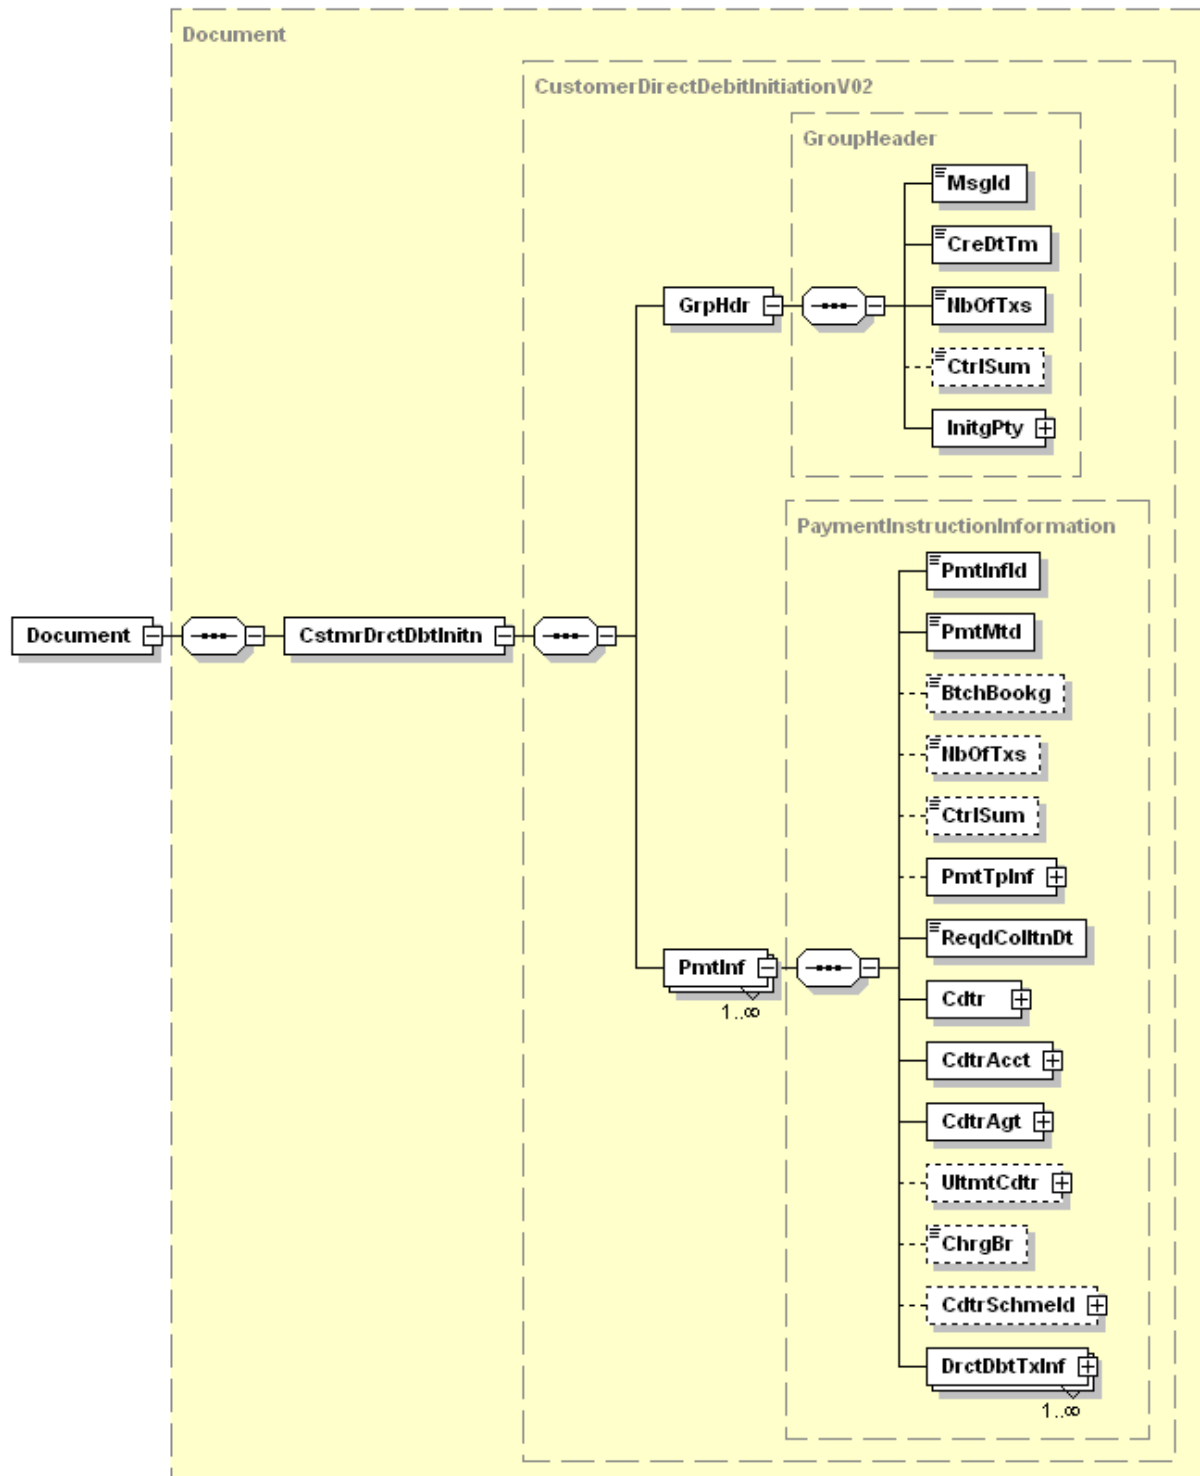 Document
CustomerDirectDebitInitiationV02
GroupHeader
MsgId
CreDtTm
GrpHdr
NbOfTxs
CtrlSum
InitgPty
PaymentInstructionInformation
PmtInfId
Document
CstmrDrctDbtInitn
PmtMtd
BtchBookg
NbOfTxs
CtrlSum
PmtTpInf
ReqdColltnDt
PmtInf
1..∞
Cdtr
CdtrAcct
CdtrAgt
UltmtCdtr
ChrgBr
CdtrSchmeId
DrctDbtTxInf
1..∞